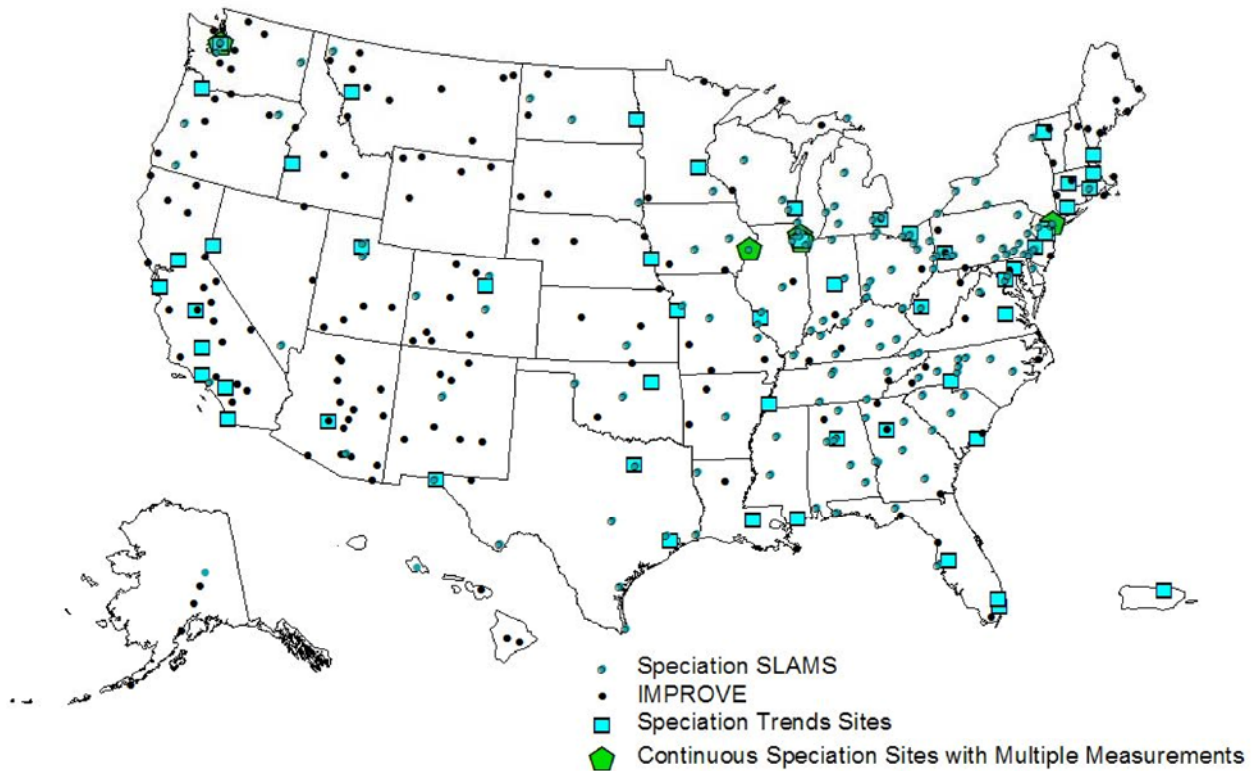 Speciation SLAMS
IMPROVE
Speciation Trends Sites
Continuous Speciation Sites with Multiple Measurements